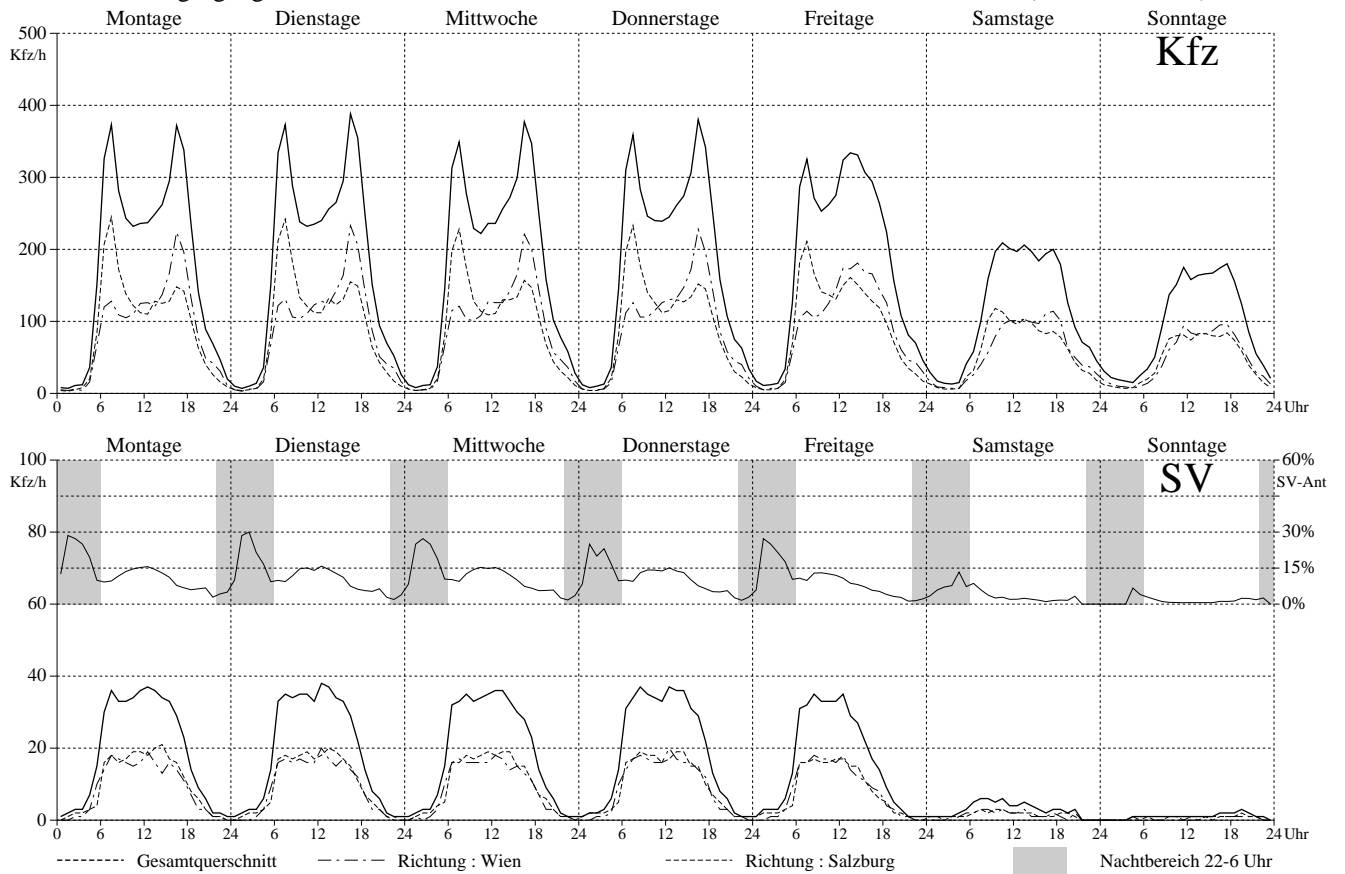 Montage Dienstage Mittwoche Donnerstage Freitage Samstage Sonntage
500
Kfz/h
Kfz
400
300
200
100
0
0 6 12 18 24 6 12 18 24 6 12 18 24 6 12 18 24 6 12 18 24 6 12 18 24 6 12 18 24 Uhr
Montage Dienstage Mittwoche Donnerstage Freitage Samstage Sonntage
100 60%
Kfz/h SV SV-Ant
80 30%
15%
60 0%
40
20
0
0 6 12 18 24 6 12 18 24 6 12 18 24 6 12 18 24 6 12 18 24 6 12 18 24 6 12 18 24 Uhr
Gesamtquerschnitt Richtung : Wien Richtung : Salzburg Nachtbereich 22-6 Uhr